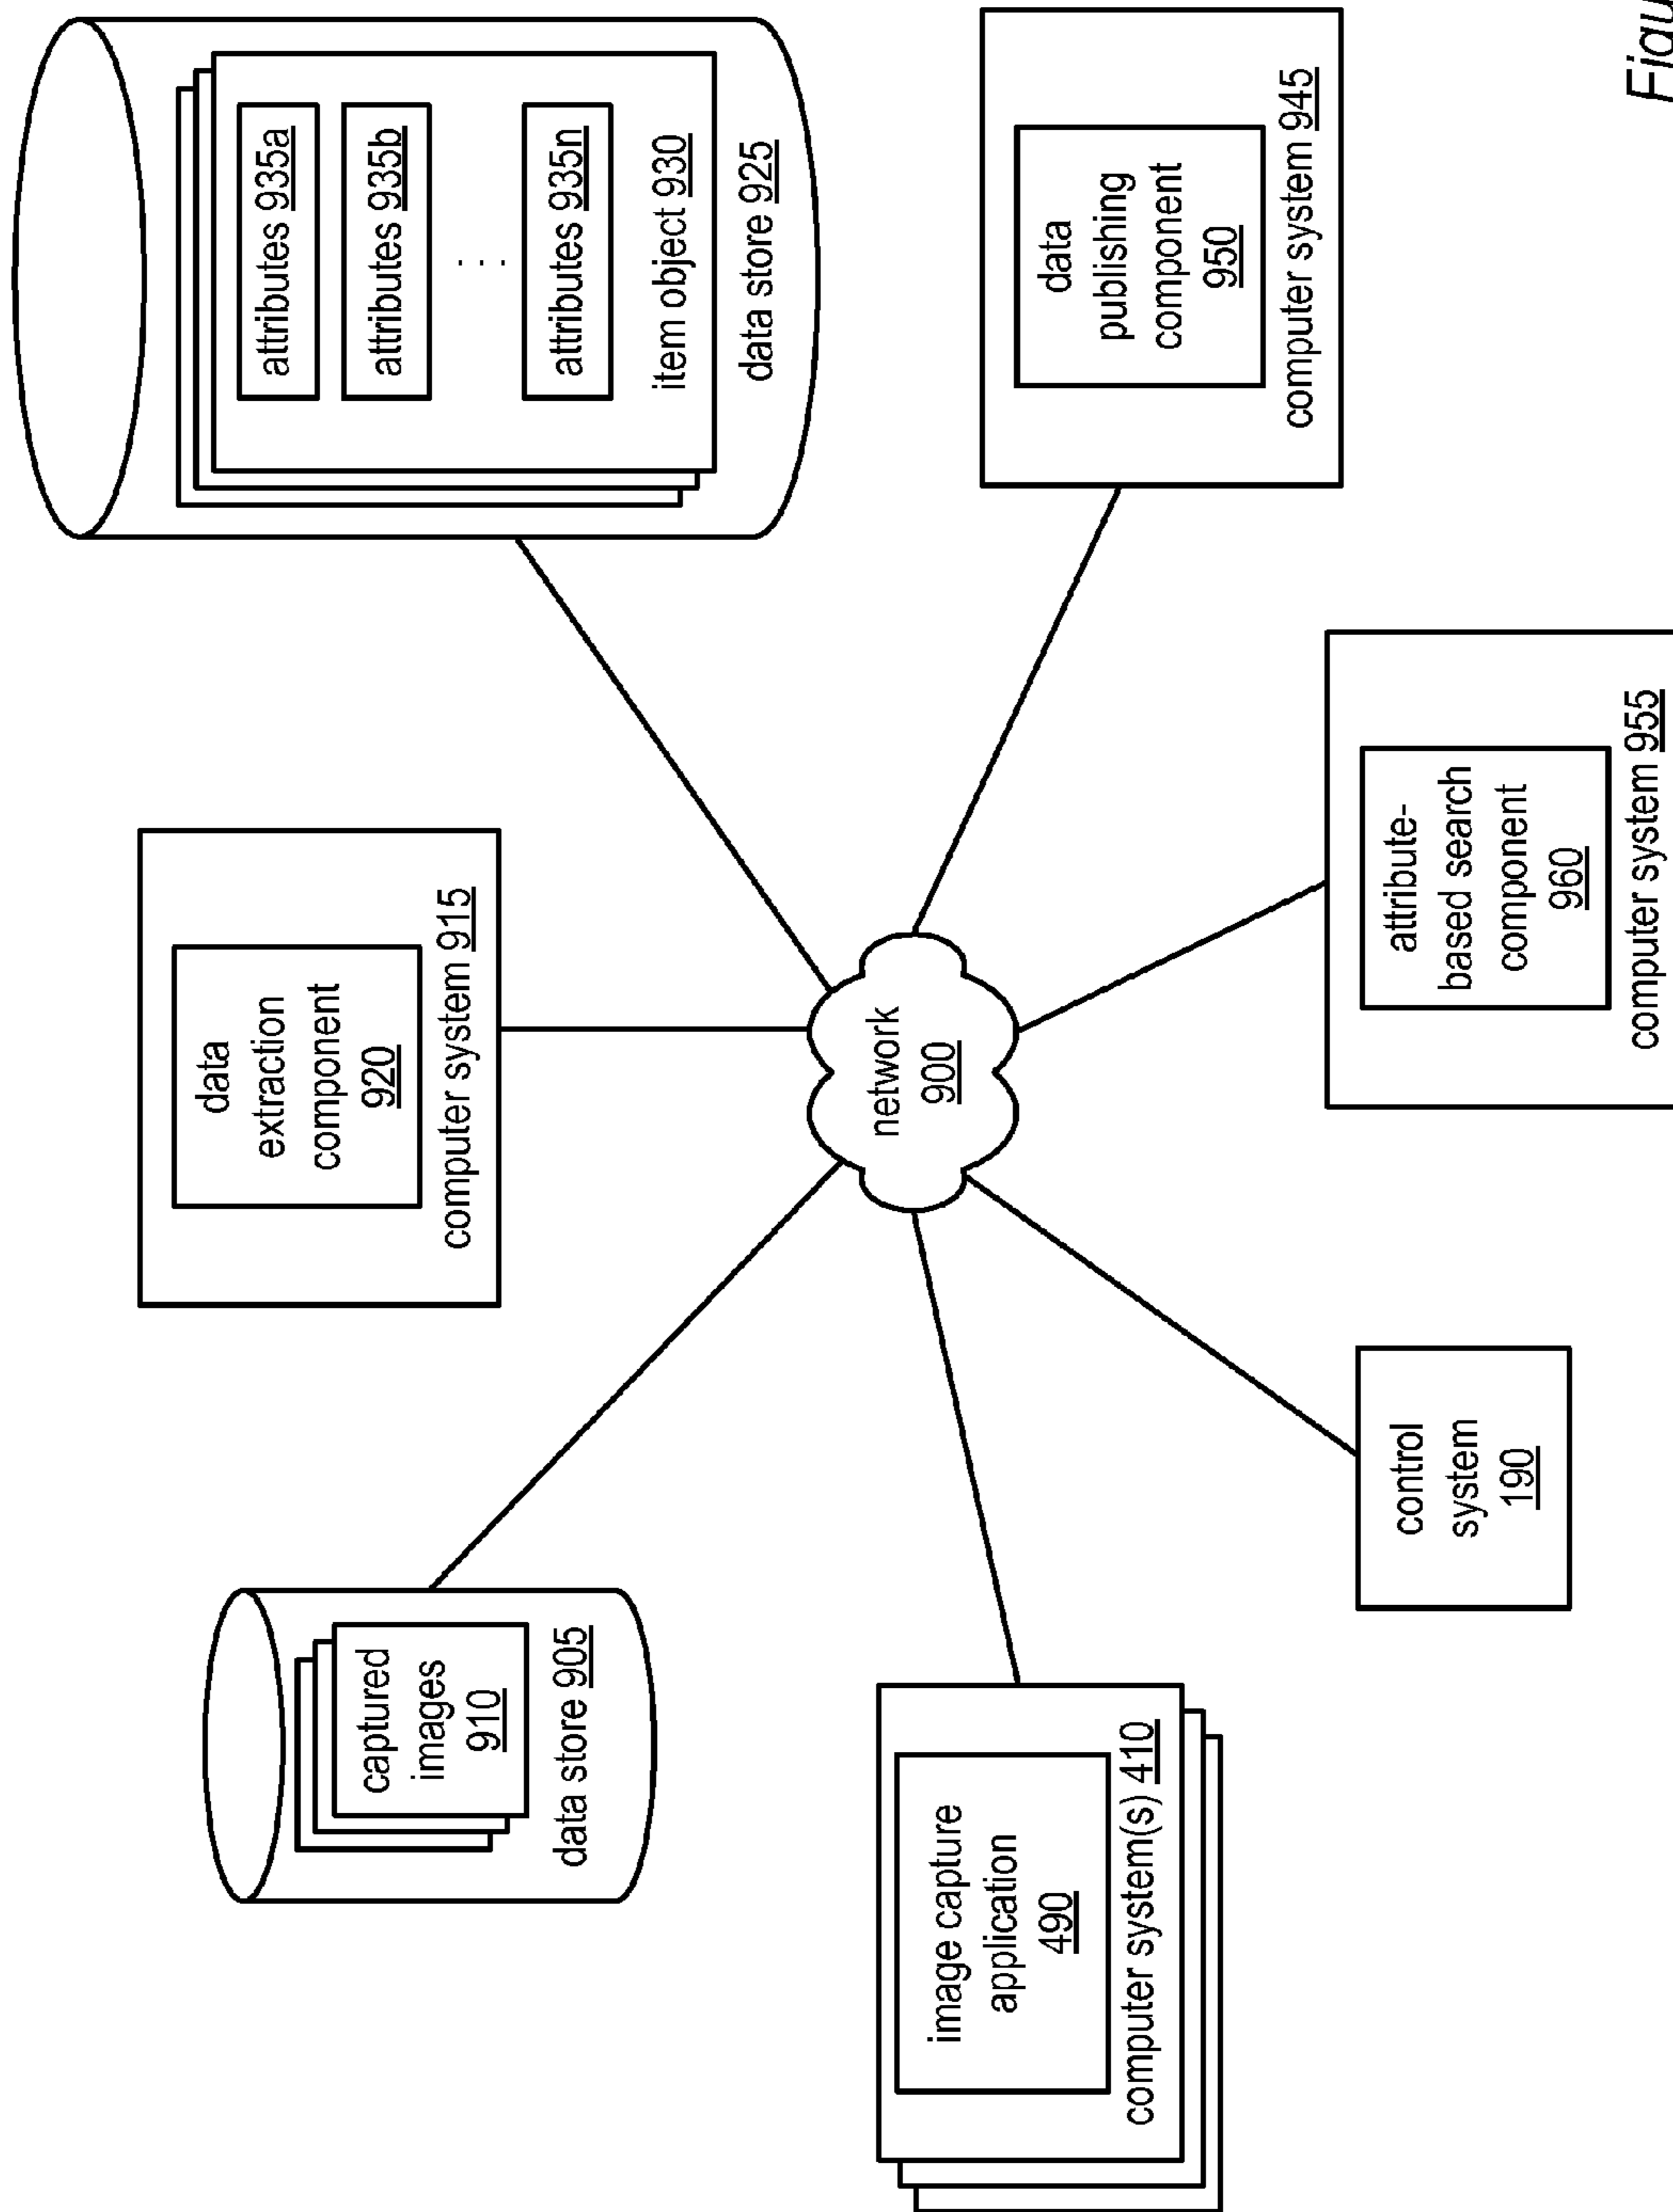 captured
images
910
data store 905
data
extraction
component
920
computer system 915
attributes 935a
attributes 935b
. . .
attributes 935n
item object 930
data store 925
network
900
image capture
application
490
computer system(s) 410
control
system
190
attribute-
based search
component
960
computer system 955
data
publishing
component
950
computer system 945
Figu